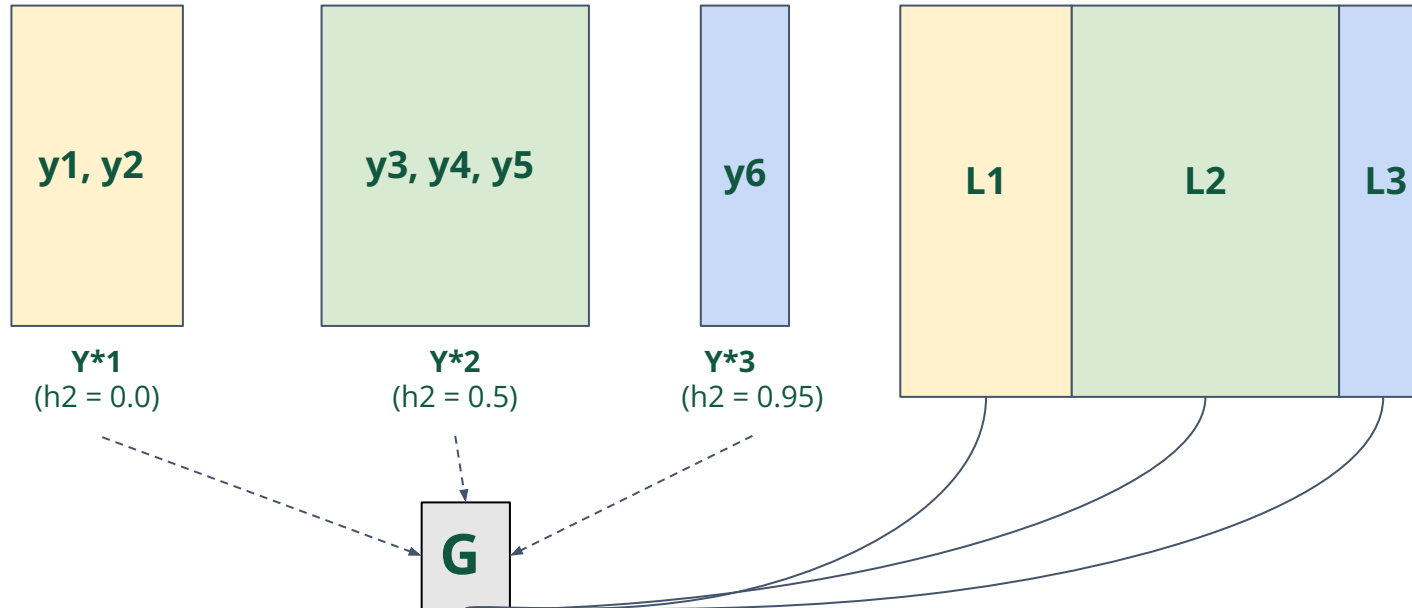 y1, y2
y3, y4, y5
y6
L1
L2
L3
Y*1
(h2 = 0.0)
Y*2
(h2 = 0.5)
Y*3
(h2 = 0.95)
G